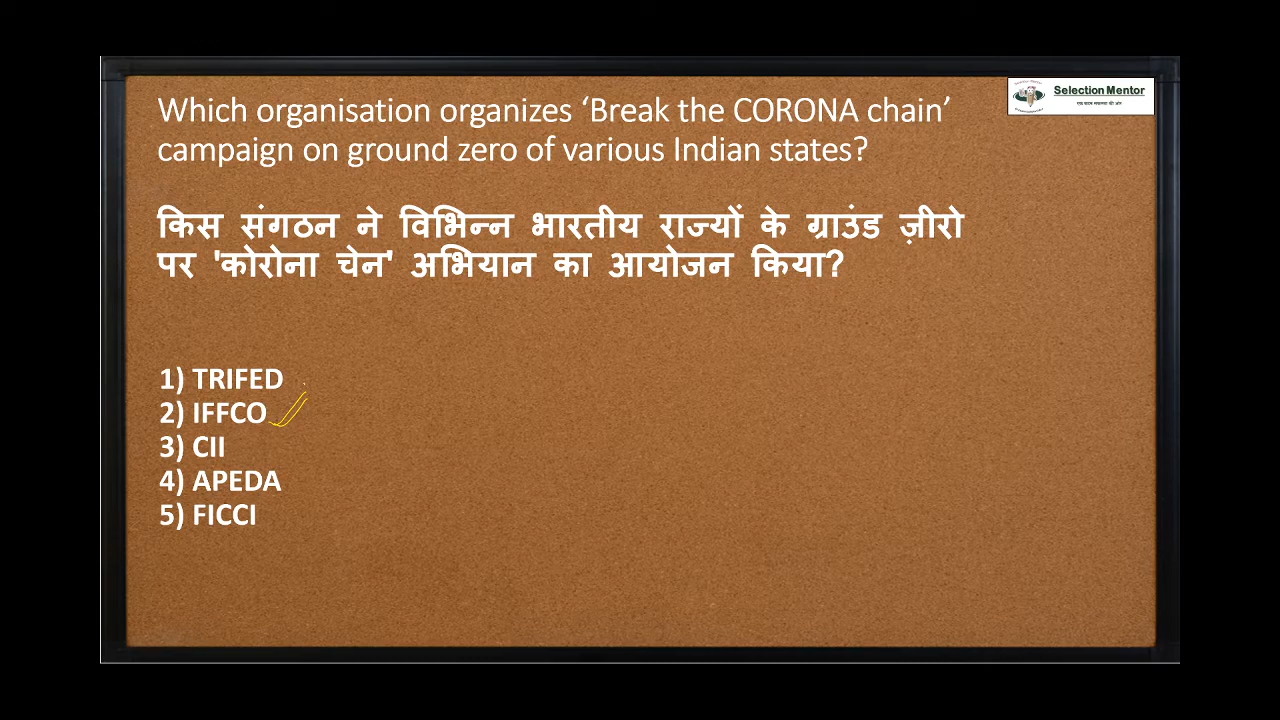 Selection Mentor
Which organisation organizes ‘Break the CORONA chain’
campaign on ground zero of various Indian states?
किस संगठन ने विभिन्न भारतीय राज्यों के ग्राउंड ज़ीरो
पर 'कोरोना चेन' अभियान का आयोजन किया?
1) TRIFED
2) IFFCO
3) CII
4) APEDA
5) FICCI